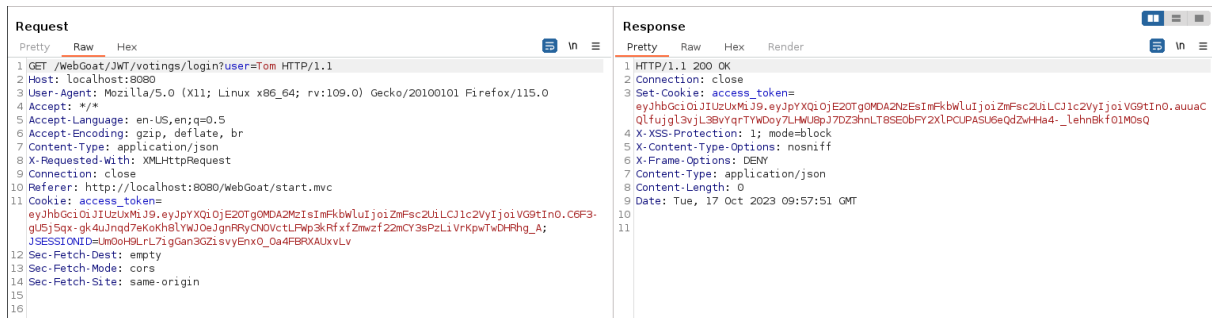 Request
Pretty Raw Hex
\n
1 GET /WebGoat/JWT/votings/login?user=Tom HTTP/1.1
2 Host: localhost:8080
3 User-Agent: Mozilla/5.0 (X11; Linux x86_64; rv:109.0) Gecko/20100101 Firefox/115.0
4 Accept: */*
5 Accept-Language: en-US,en;q=0.5
6 Accept-Encoding: gzip, deflate, br
7 Content-Type: application/json
8 X-Requested-With: XMLHttpRequest
9 Connection: close
10 Referer: http://localhost:8080/WebGoat/start.mvc
11 Cookie: access_token=
eyJhbGciOiJIUzUxMiJ9.eyJpYXQiOjE2OTg0MDA2MzIsImFkbWluIjoiZmFsc2UiLCJ1c2VyIjoiVG9tIn0.C6F3-
gU5j5qx-gk4uJnqd7eKoKh8lYWJOeJgnRRyCN0VctLFWp3kRfxfZmwzf22mCY3sPzLiVrKpwTwDHRhg_A;
JSESSIONID=Um0oH9LrL7igGan3GZisvyEnxO_Oa4FBRXAUxvLv
12 Sec-Fetch-Dest: empty
13 Sec-Fetch-Mode: cors
14 Sec-Fetch-Site: same-origin
15
16
Response
Pretty Raw Hex Render
\n
1 HTTP/1.1 200 OK
2 Connection: close
3 Set-Cookie: access_token=
eyJhbGciOiJIUzUxMiJ9.eyJpYXQiOjE2OTg0MDA2NzEsImFkbWluIjoiZmFsc2UiLCJ1c2VyIjoiVG9tIn0.auuaC
Qlfujgl3vjL3BvYqrTYWDoy7LHWU8pJ7DZ3hnLT8SEObFY2XlPCUPASU6eQdZwHHa4-_lehnBkf01M0sQ
4 X-XSS-Protection: 1; mode=block
5 X-Content-Type-Options: nosniff
6 X-Frame-Options: DENY
7 Content-Type: application/json
8 Content-Length: 0
9 Date: Tue, 17 Oct 2023 09:57:51 GMT
10
11